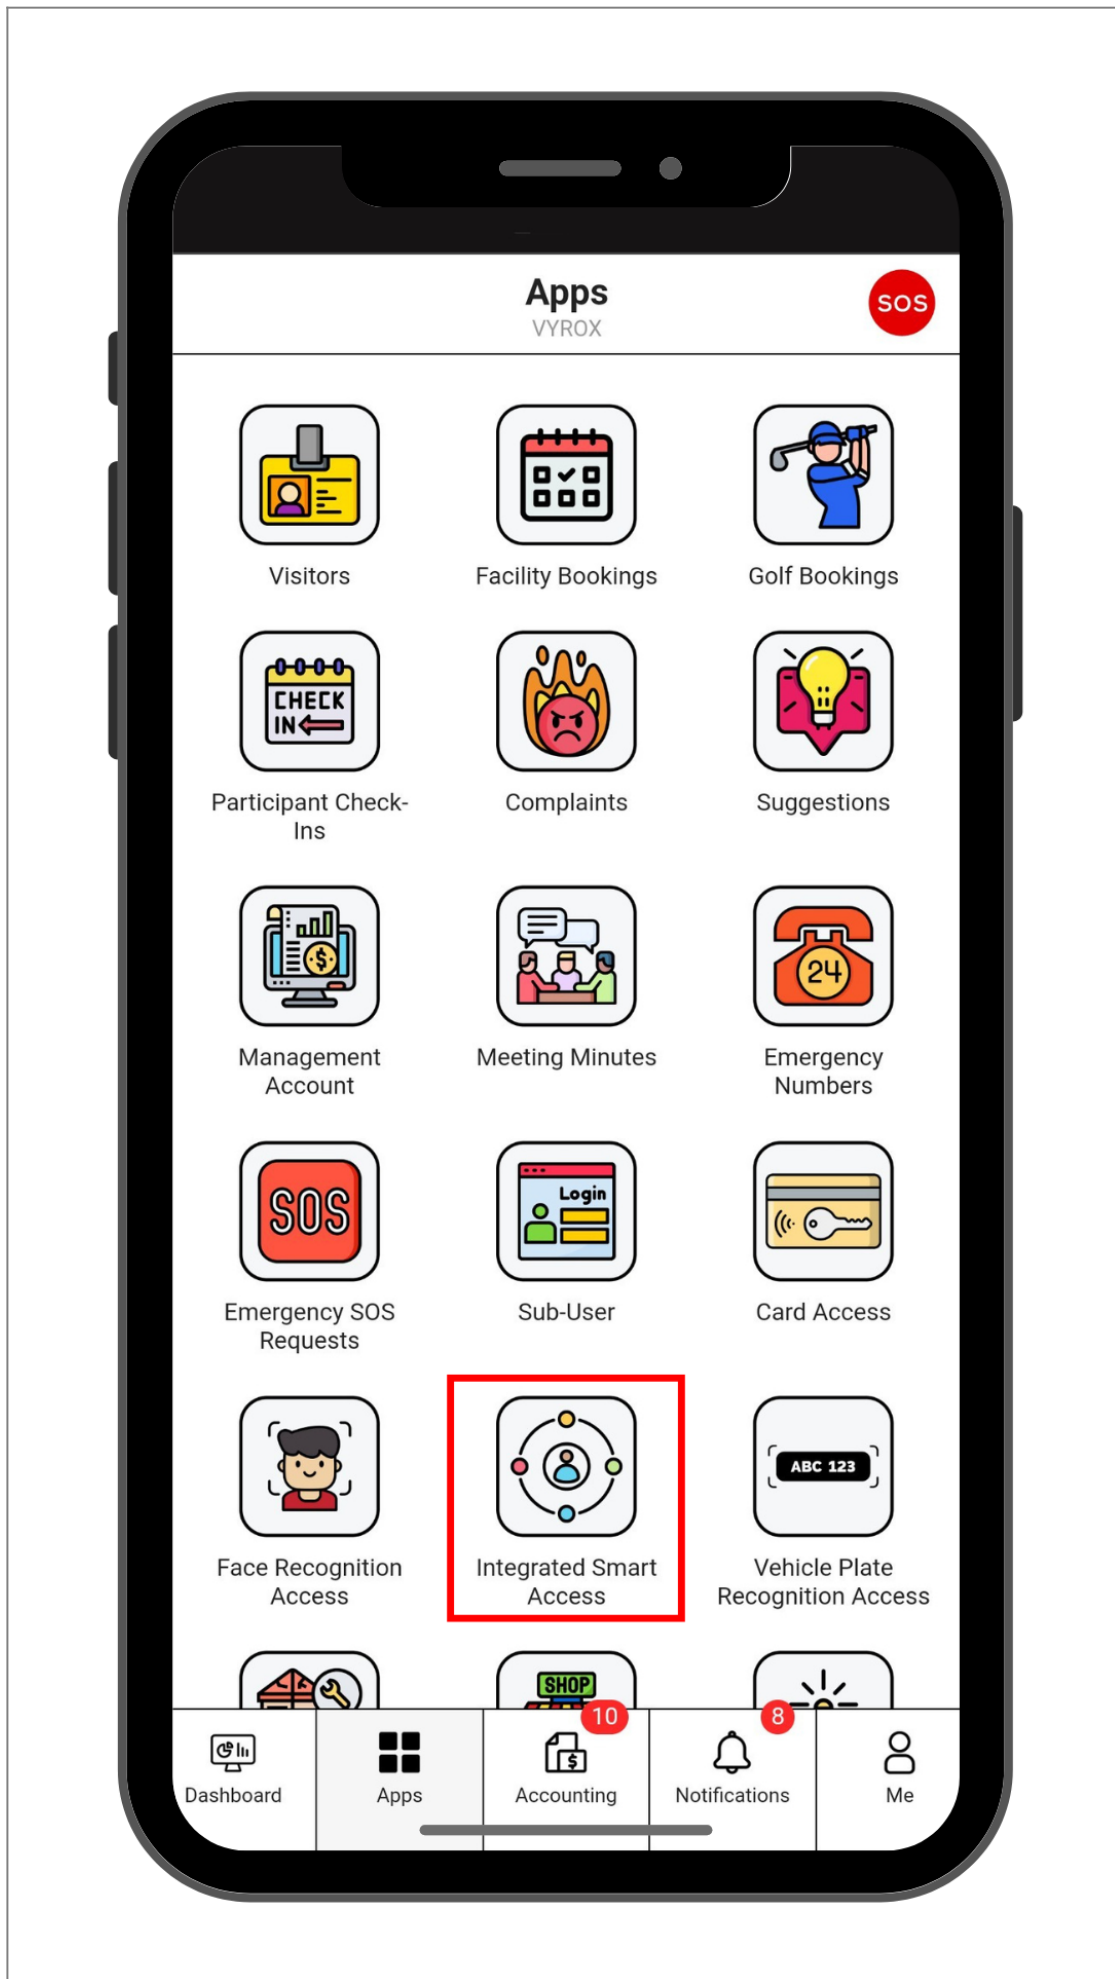 Apps
VYROX
SOS
Visitors
Facility Bookings
Golf Bookings
CHECK
IN
Participant Check-
Ins
Complaints
Suggestions
Management
Account
Meeting Minutes
24
Emergency
Numbers
SOS
Emergency SOS
Requests
Login
Sub-User
Card Access
Face Recognition
Access
Integrated Smart
Access
ABC 123
Vehicle Plate
Recognition Access
SHOP
Dashboard
Apps
10
Accounting
8
Notifications
Me